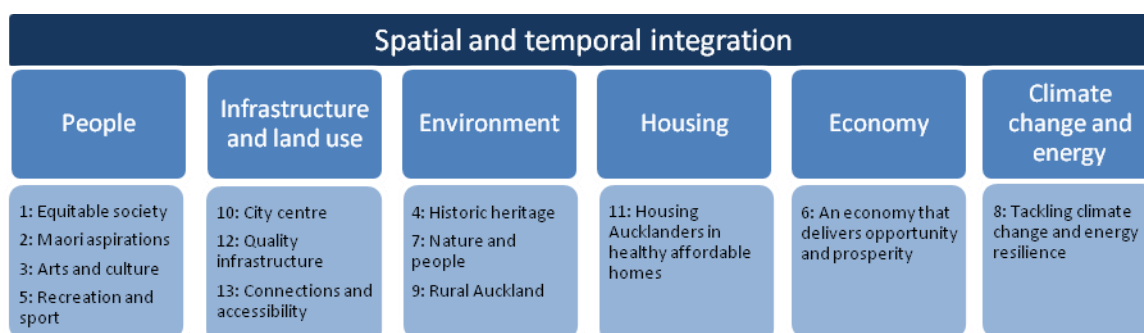 Spatial and temporal integration
People
Infrastructure
and land use
Environment
Housing
Economy
Climate
change and
energy
1: Equitable society
2: Maori aspirations
3: Arts and culture
5: Recreation and
sport
10: City centre
12: Quality
infrastructure
13: Connections and
accessibility
4: Historic heritage
7: Nature and
people
9: Rural Auckland
11: Housing
Aucklanders in
healthy affordable
homes
6: An economy that
delivers opportunity
and prosperity
8: Tackling climate
change and energy
resilience